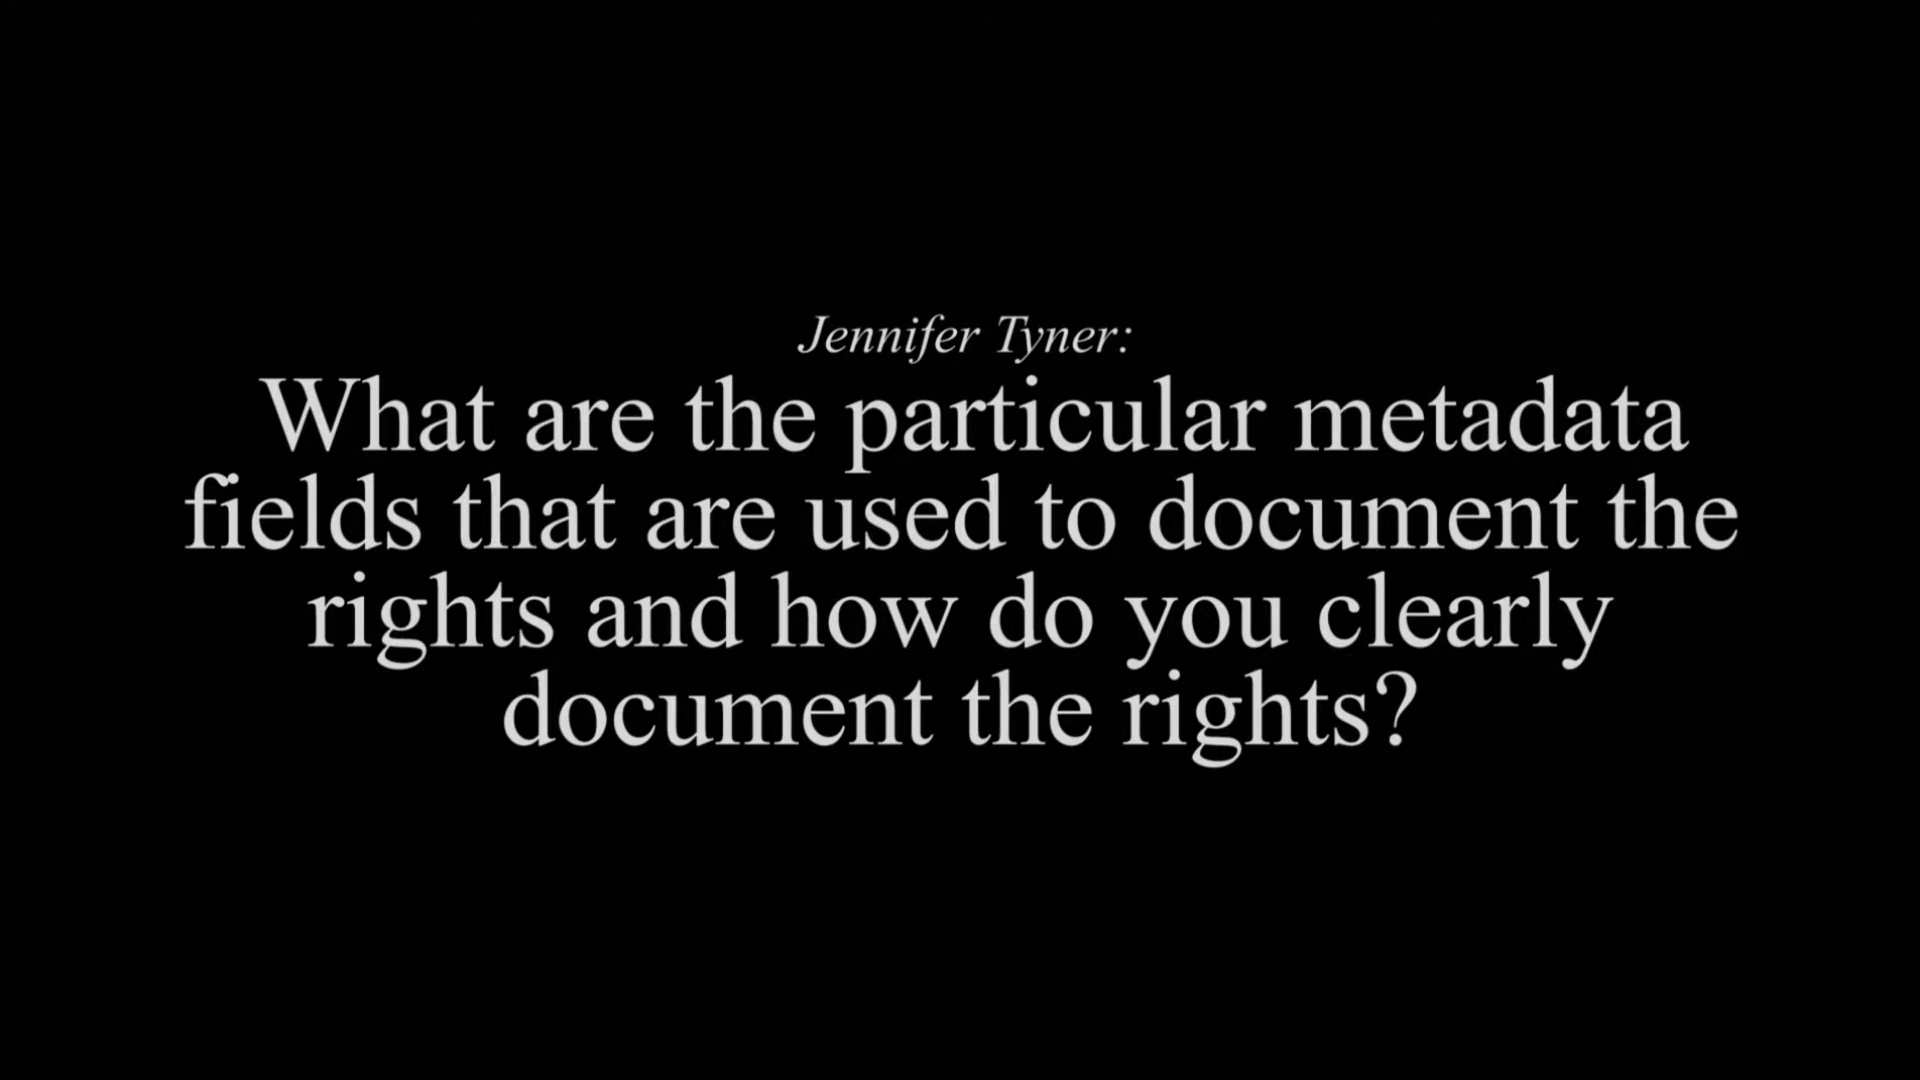 Jennifer Tyner:
What are the particular metadata
fields that are used to document the
rights and how do you clearly
document the rights?